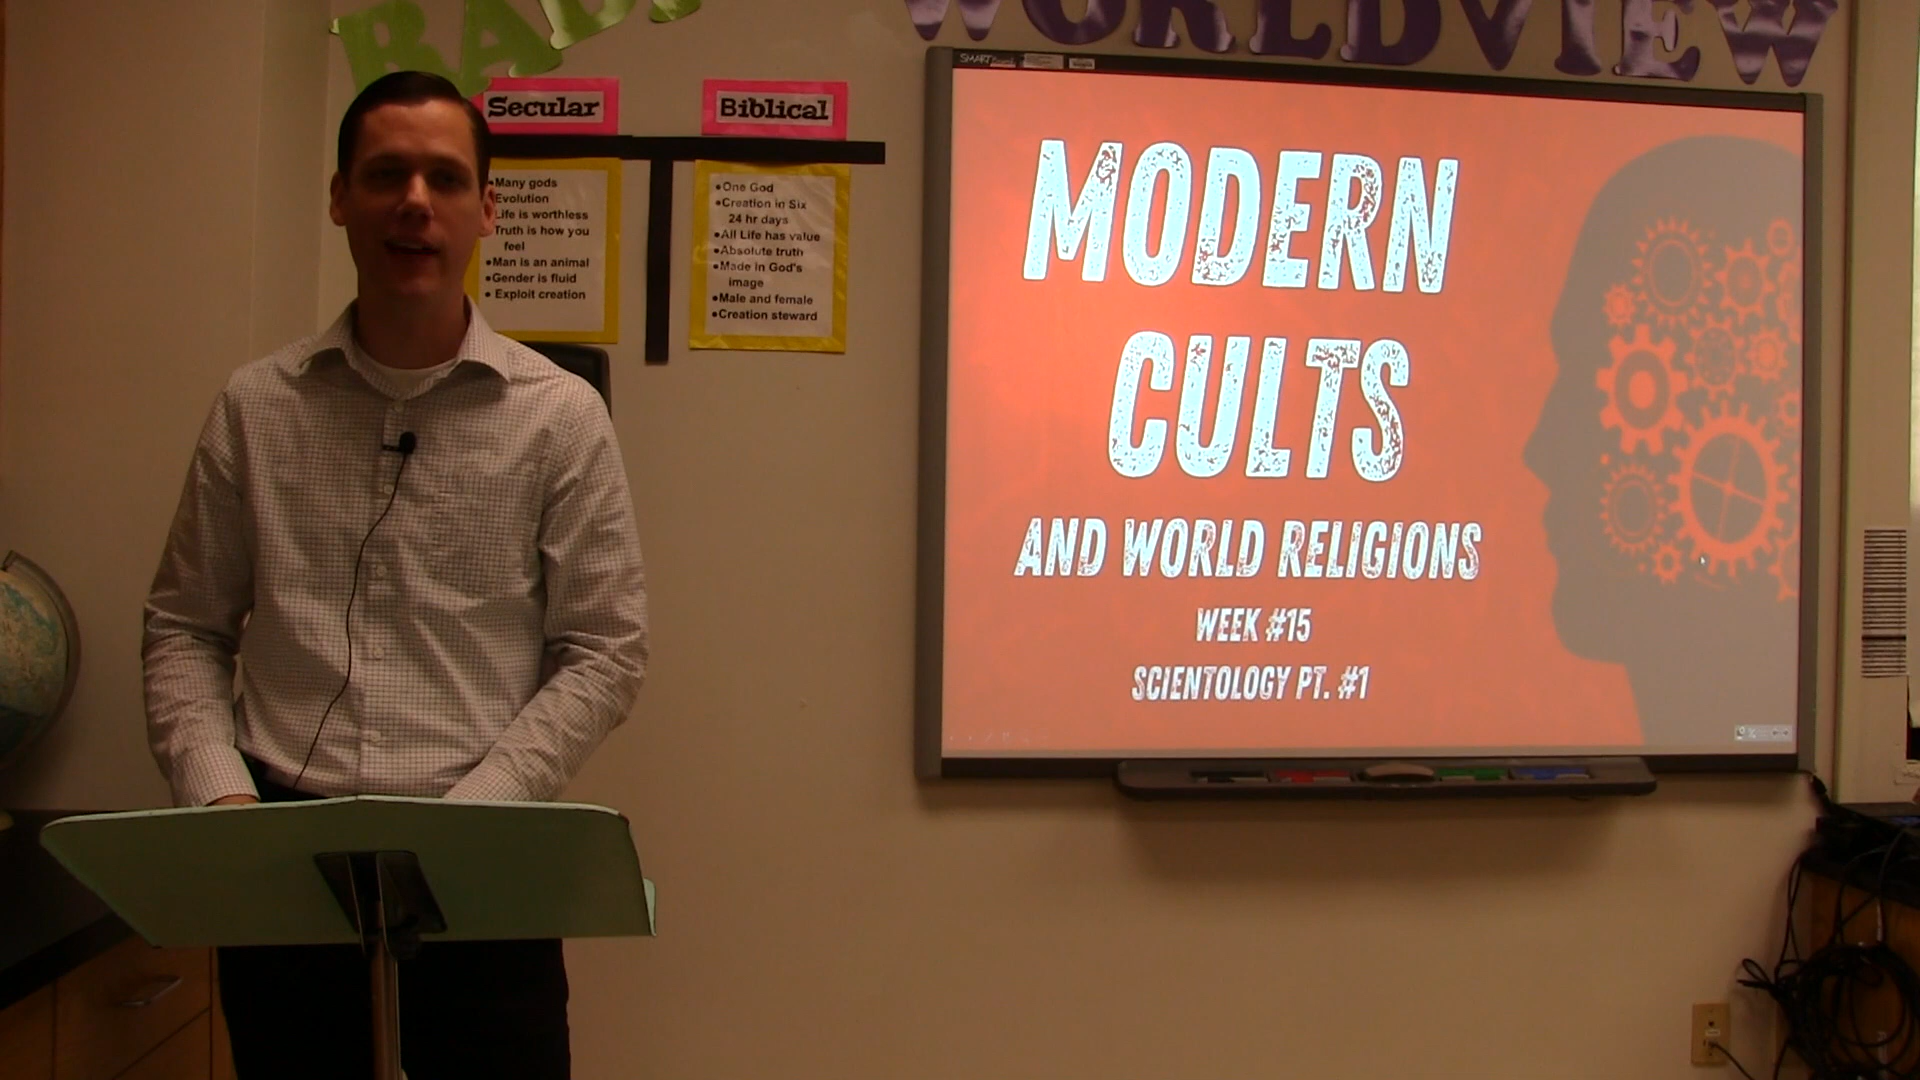 WORLDVIEW
Secular
Many gods
Evolution
Life is worthless
Truth is how you
feel
Man is an animal
Gender is fluid
Exploit creation
Biblical
One God
Creation in Six
24 hr days
All Life has value
Absolute truth
Made in God's
image
Male and female
Creation steward
SMART
MODERN
CULTS
AND WORLD RELIGIONS
WEEK #15
SCIENTOLOGY PT. #1